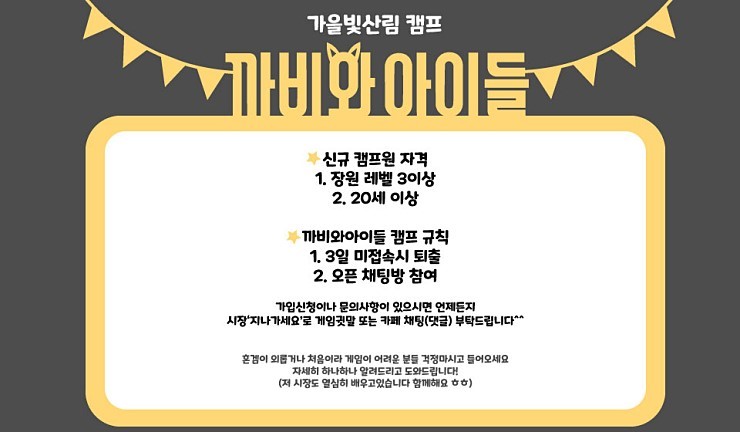 가을빛산림 캠프
까비와 아이들
신규 캠프원 자격
1. 장원 레벨 3이상
2. 20세 이상
까비와아이들 캠프 규칙
1. 3일 미접속시 퇴출
2. 오픈 채팅방 참여
가입신청이나 문의사항이 있으시면 언제든지
시장'지나가세요'로 게임귓말 또는 카페 채팅(댓글) 부탁드립니다^^
혼겜이 외롭거나 처음이라 게임이 어려운 분들 걱정마시고 들어오세요
자세히 하나하나 알려드리고 도와드립니다!
(저 시장도 열심히 배우고있습니다 함께해요 ㅎㅎ)